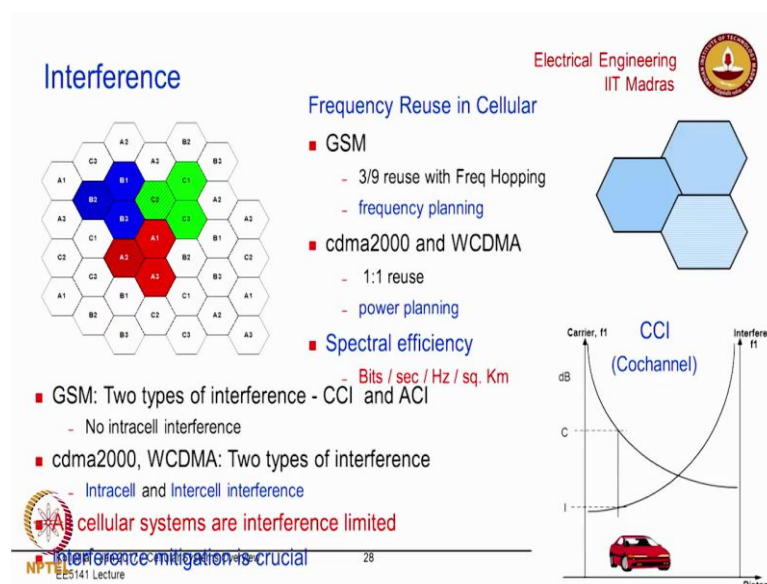 Interference
Electrical Engineering
IIT Madras
Frequency Reuse in Cellular
GSM
3/9 reuse with Freq Hopping
frequency planning
cdma2000 and WCDMA
1:1 reuse
power planning
Spectral efficiency
Bits / sec / Hz / sq. Km
A2 B2
C3 A3 B3
A1 B1 C1
B2 C2 A2
A3 B3 C3 A2
C1 A1 B1
C2 A2 B2 C2
C3 A3 B3
A1 B1 C1 A1
B2 C2 A2
B3 C3 A3
Carrier, f1
CCI
(Cochannel)
Interfere
f1
dB
C
I
GSM: Two types of interference - CCI and ACI
No intracell interference
cdma2000, WCDMA: Two types of interference
Intracell and Intercell interference
All cellular systems are interference limited
Interference mitigation is crucial
28
EE5141 Lecture
NPTEL